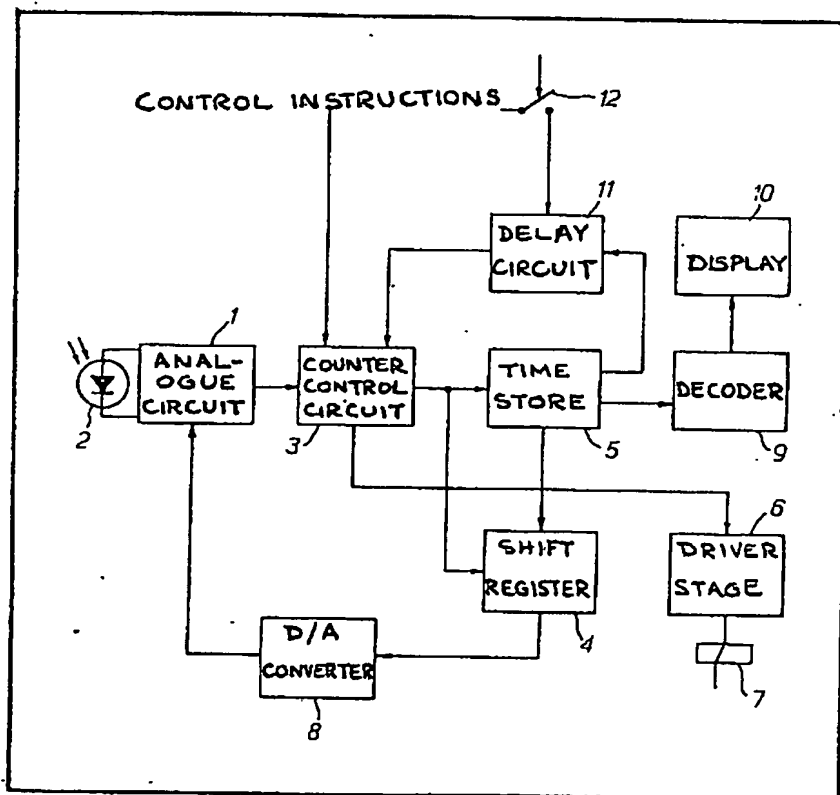 CONTROL INSTRUCTIONS
12
11
DELAY
CIRCUIT
10
DISPLAY
1
ANAL-
OGUE
CIRCUIT
2
COUNTER
CONTROL
CIRCUIT
3
TIME
STORE
5
DECODER
9
SHIFT
REGISTER
4
6
DRIVER
STAGE
7
D/A
CONVERTER
8